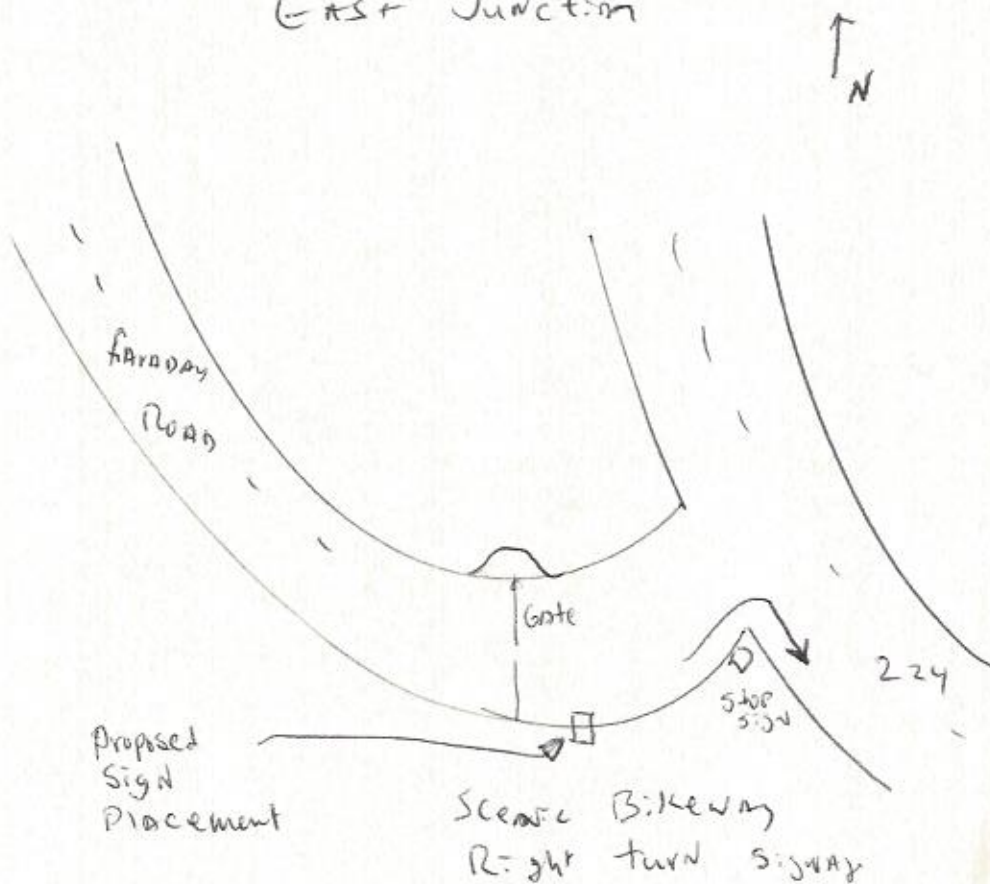 EAST Junction
N
FARADAY
ROAD
Gate
224
Stop
Sign
Proposed
Sign
Placement
Scenic Bikeway
Right turn Signage